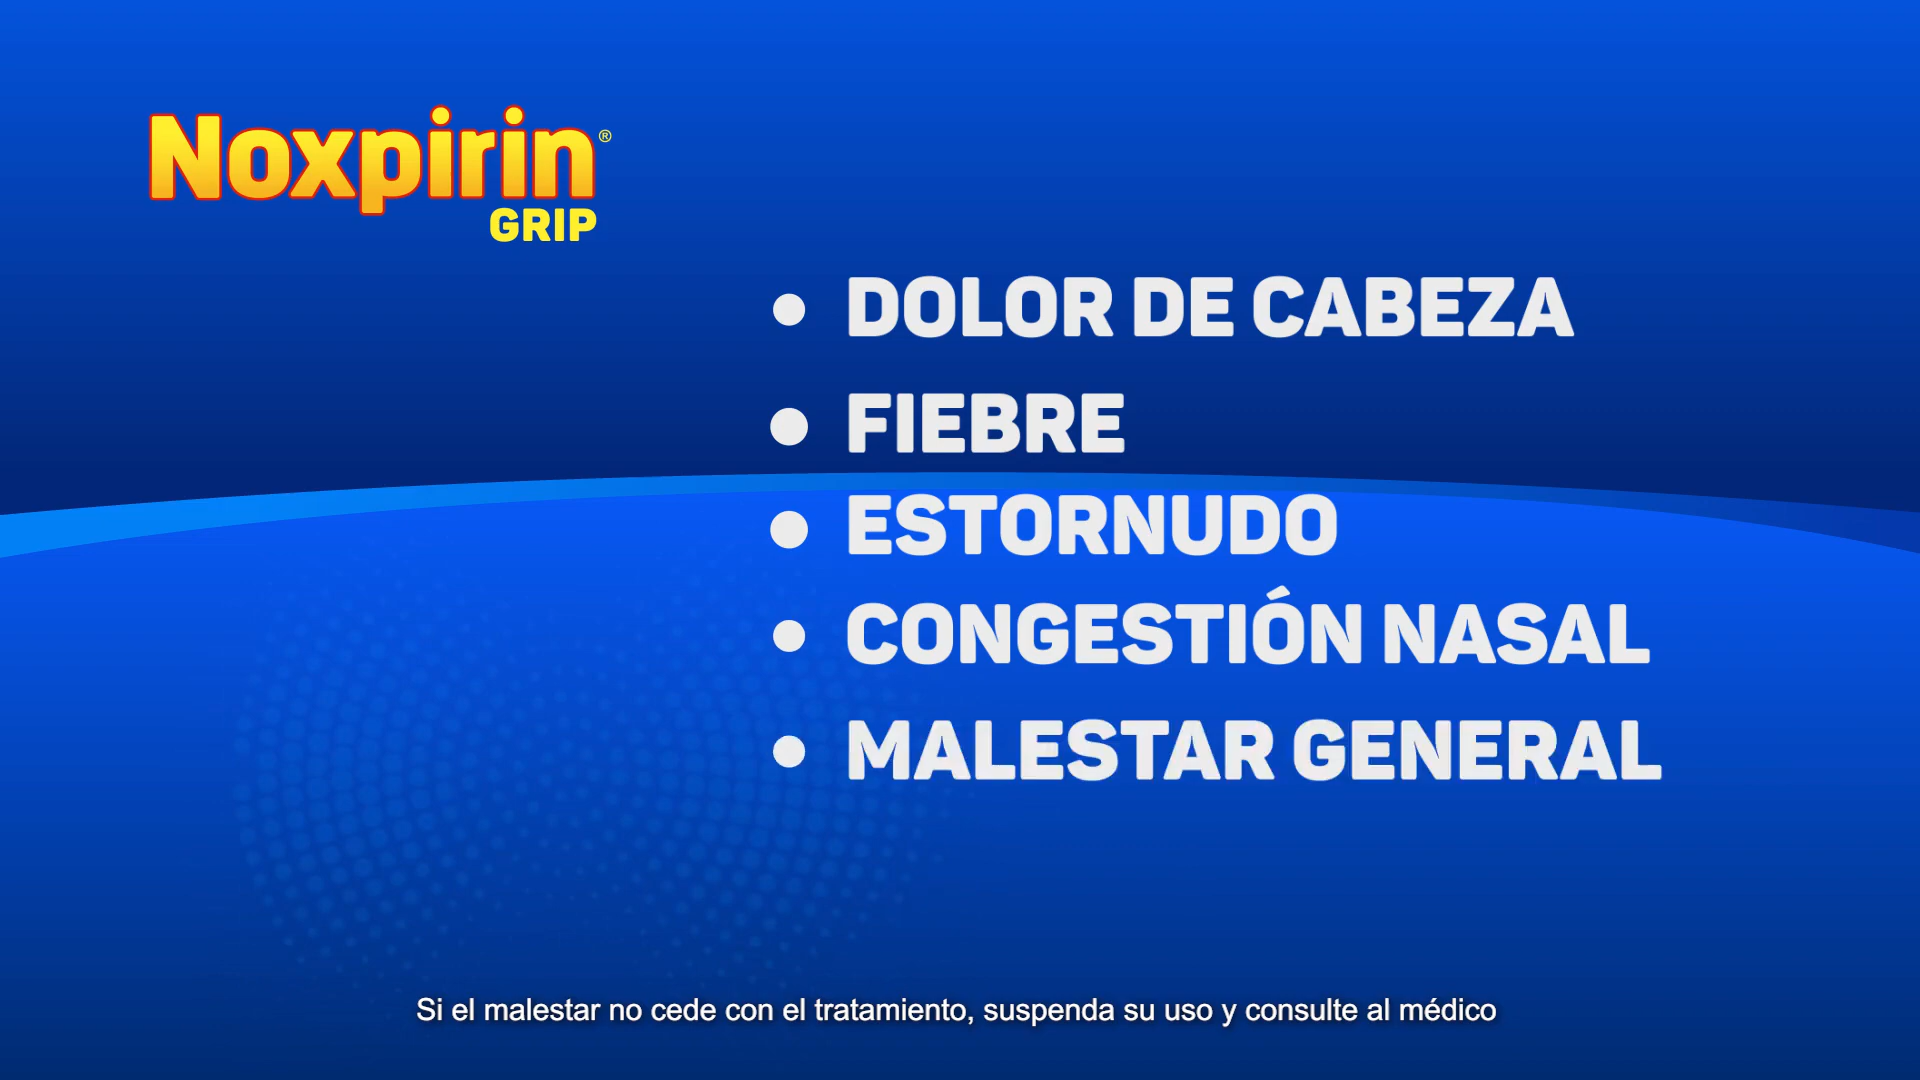 Noxpirin®
GRIP
• DOLOR DE CABEZA
• FIEBRE
• ESTORNUDO
• CONGESTIÓN NASAL
• MALESTAR GENERAL
Si el malestar no cede con el tratamiento, suspenda su uso y consulte al médico